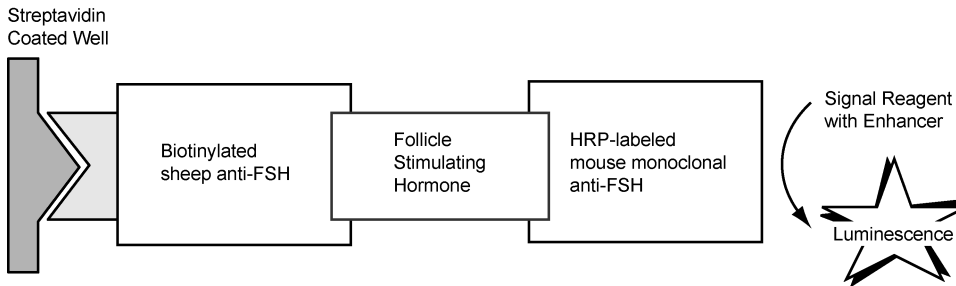 Streptavidin
Coated Well
Biotinylated
sheep anti-FSH
Follicle
Stimulating
Hormone
HRP-labeled
mouse monoclonal
anti-FSH
Signal Reagent
with Enhancer
Luminescence